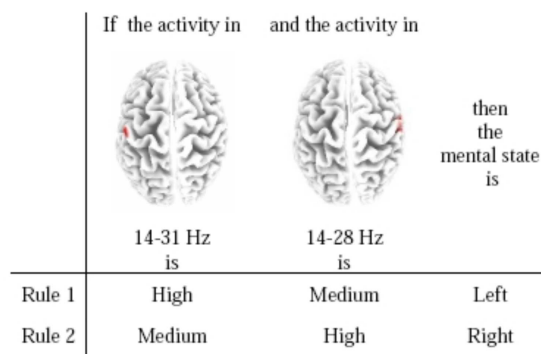 If the activity in and the activity in
then
the
mental state
is
14-31 Hz 14-28 Hz
is is
Rule 1 High Medium Left
Rule 2 Medium High Right